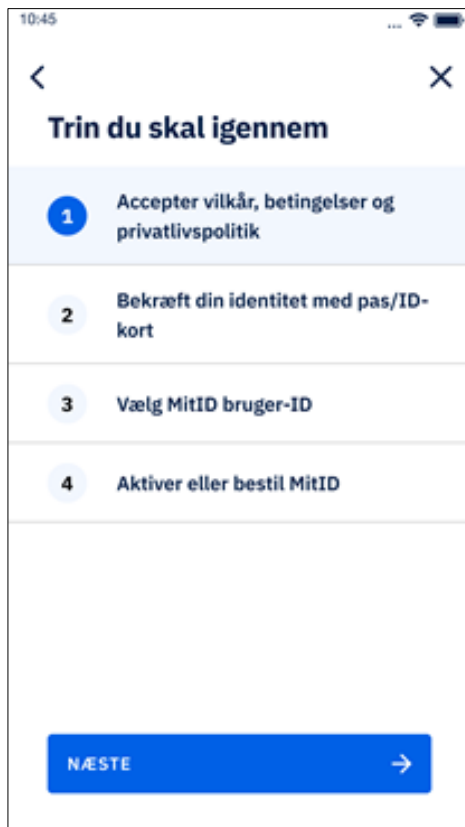 10:45
...
Trin du skal igennem
1
Accepter vilkår, betingelser og
privatlivspolitik
2
Bekræft din identitet med pas/ID-
kort
3
Vælg MitID bruger-ID
4
Aktiver eller bestil MitID
NÆSTE